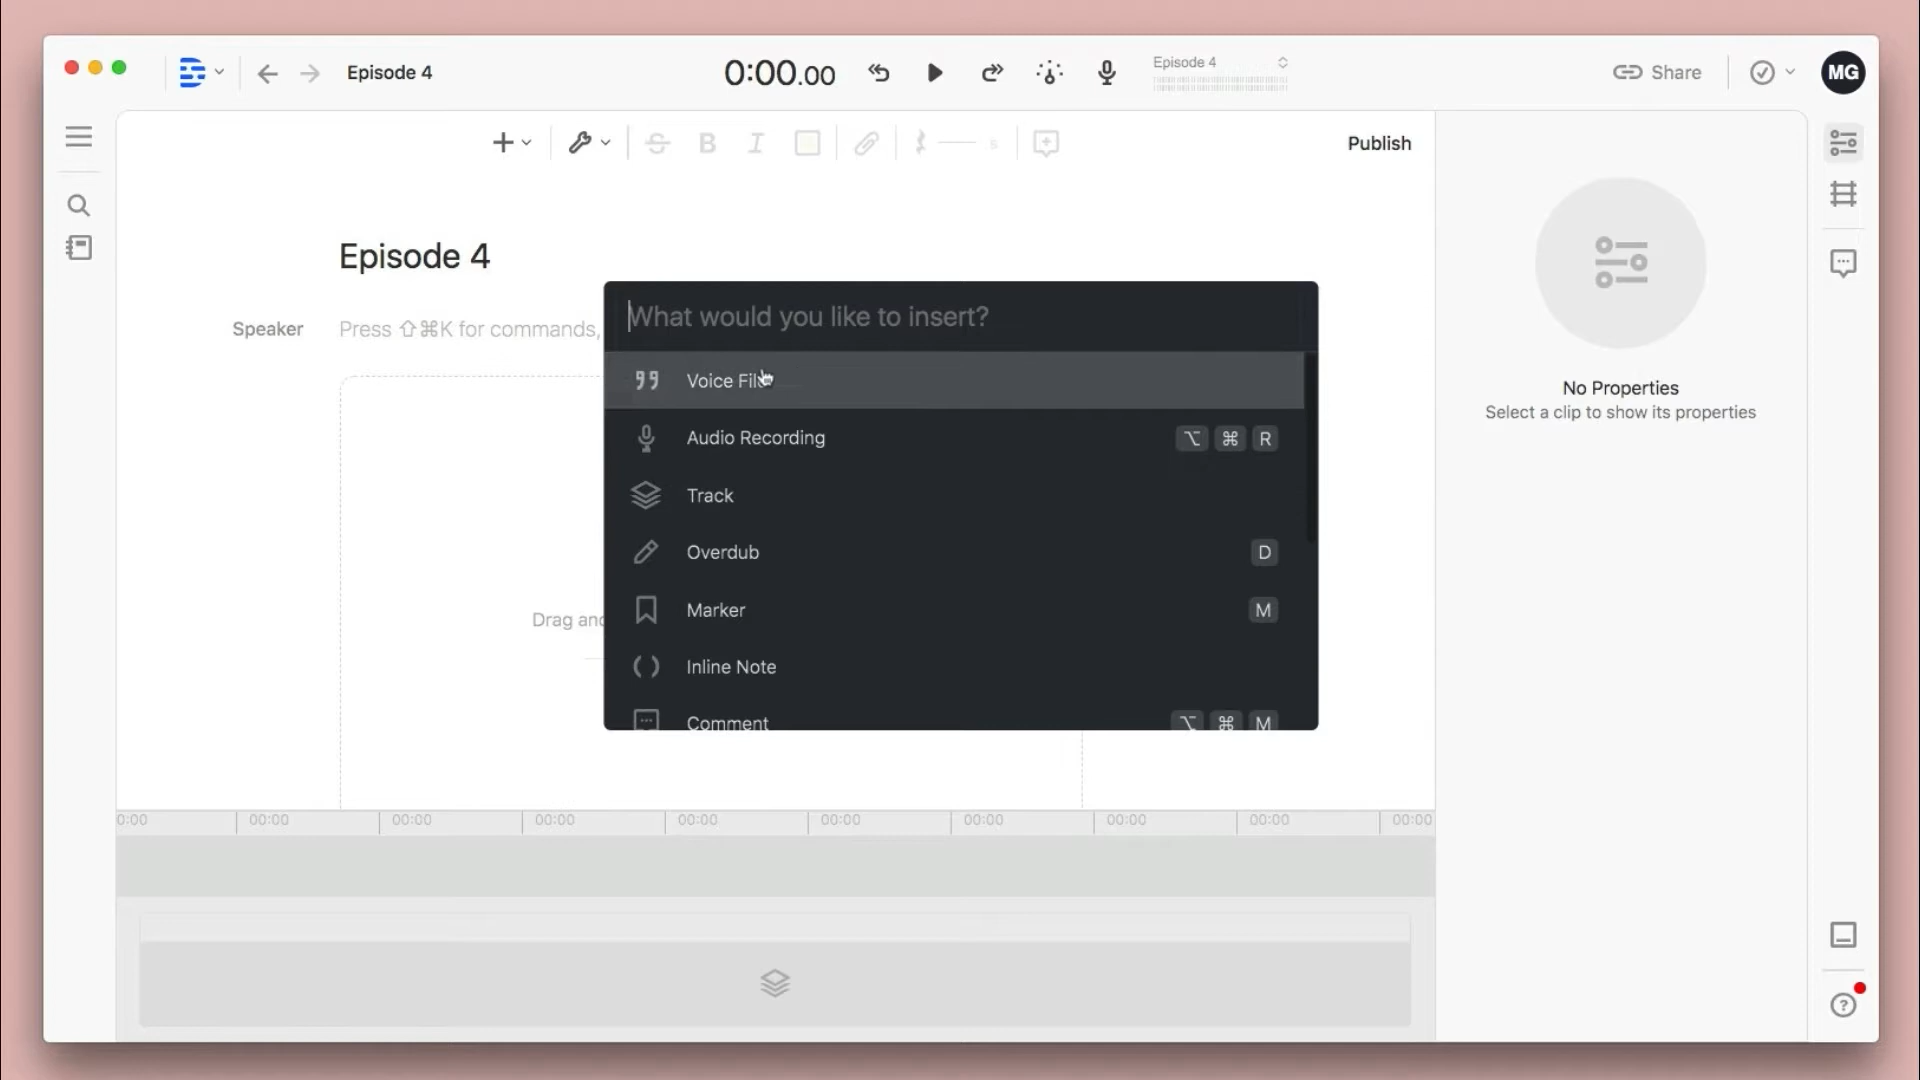 Episode 4
0:00.00
Episode 4
Share
MG
B
I
s
Publish
Episode 4
Speaker
Press ⇧⌘K for commands,
What would you like to insert?
Voice File
Audio Recording
⌥ ⌘ R
Track
Overdub
D
Marker
M
Inline Note
Comment
⌥ ⌘ M
Drag and
No Properties
Select a clip to show its properties
0:00
00:00
00:00
00:00
00:00
00:00
00:00
00:00
00:00
00:00
?